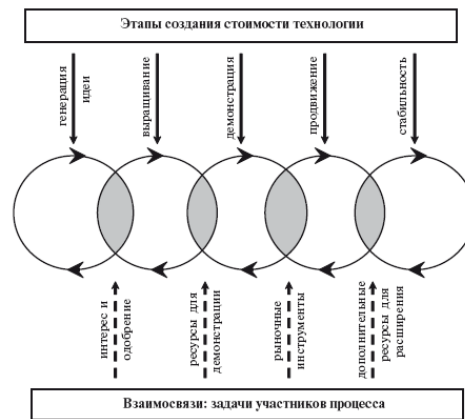 Этапы создания стоимости технологии
генерация
идеи
выращивание
демонстрация
продвижение
стабильность
интерес и
одобрение
ресурсы для
демонстрации
рыночные
инструменты
дополнительные
ресурсы для
расширения
Взаимосвязи: задачи участников процесса